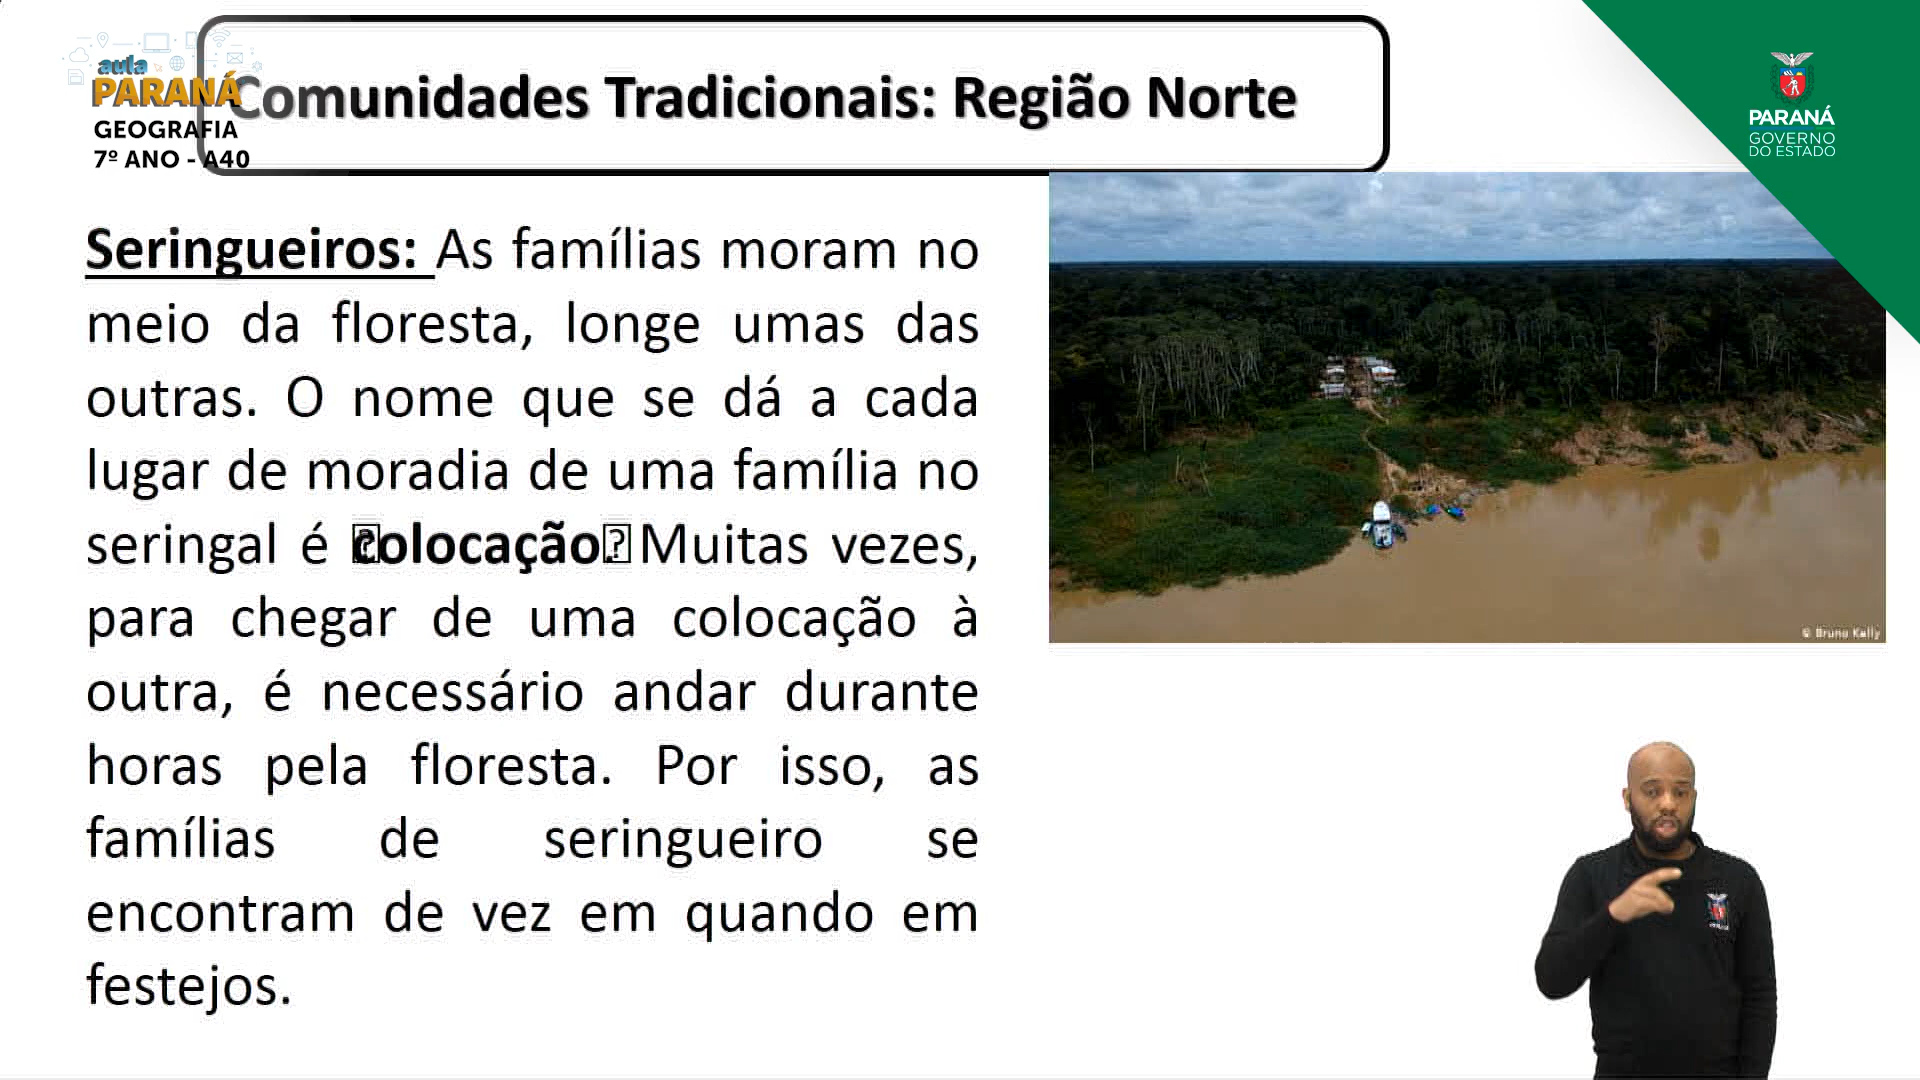 aula
PARANÁ
GEOGRAFIA
7º ANO - A40
Comunidades Tradicionais: Região Norte
PARANÁ
GOVERNO
DO ESTADO
Seringueiros: As famílias moram no
meio da floresta, longe umas das
outras. O nome que se dá a cada
lugar de moradia de uma família no
seringal é colocação. Muitas vezes,
para chegar de uma colocação à
outra, é necessário andar durante
horas pela floresta. Por isso, as
famílias de seringueiro se
encontram de vez em quando em
festejos.
© Bruno Kelly